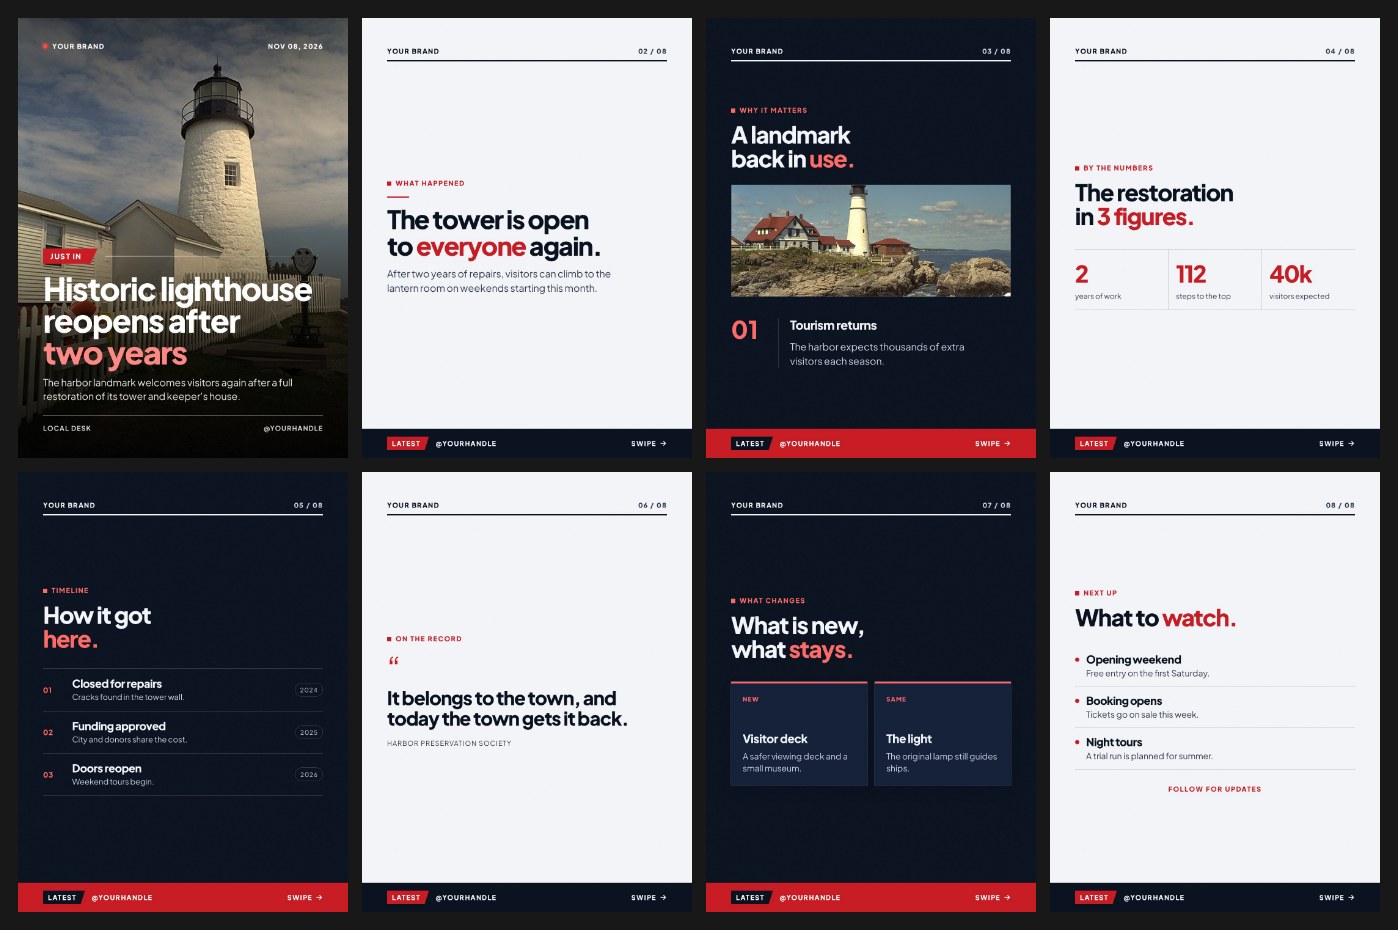 YOUR BRAND
NOV 08, 2026
JUST IN
Historic lighthouse
reopens after
two years
The harbor landmark welcomes visitors again after a full
restoration of its tower and keeper's house.
LOCAL DESK
@YOURHANDLE
YOUR BRAND
02 / 08
WHAT HAPPENED
The tower is open
to everyone again.
After two years of repairs, visitors can climb to the
lantern room on weekends starting this month.
LATEST
@YOURHANDLE
SWIPE →
YOUR BRAND
03 / 08
WHY IT MATTERS
A landmark
back in use.
01
Tourism returns
The harbor expects thousands of extra
visitors each season.
LATEST
@YOURHANDLE
SWIPE →
YOUR BRAND
04 / 08
BY THE NUMBERS
The restoration
in 3 figures.
2
years of work
112
steps to the top
40k
visitors expected
LATEST
@YOURHANDLE
SWIPE →
YOUR BRAND
05 / 08
TIMELINE
How it got
here.
01
Closed for repairs
Cracks found in the tower wall.
2024
02
Funding approved
City and donors share the cost.
2025
03
Doors reopen
Weekend tours begin.
2026
LATEST
@YOURHANDLE
SWIPE →
YOUR BRAND
06 / 08
ON THE RECORD
“
It belongs to the town, and
today the town gets it back.
HARBOR PRESERVATION SOCIETY
LATEST
@YOURHANDLE
SWIPE →
YOUR BRAND
07 / 08
WHAT CHANGES
What is new,
what stays.
NEW
Visitor deck
A safer viewing deck and a
small museum.
SAME
The light
The original lamp still guides
ships.
LATEST
@YOURHANDLE
SWIPE →
YOUR BRAND
08 / 08
NEXT UP
What to watch.
Opening weekend
Free entry on the first Saturday.
Booking opens
Tickets go on sale this week.
Night tours
A trial run is planned for summer.
FOLLOW FOR UPDATES
LATEST
@YOURHANDLE
SWIPE →